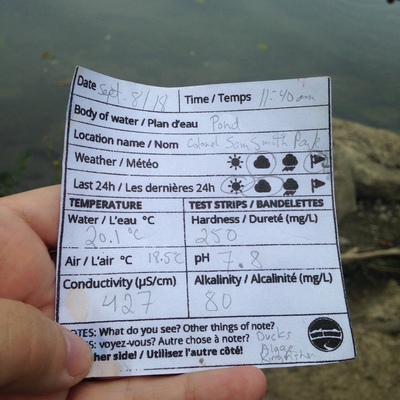 Date Sept. 8/18 Time / Temps 11:40 am
Body of water / Plan d'eau Pond
Location name / Nom Colonel Sam Smith Park
Weather / Météo
Last 24h / Les dernières 24h
TEMPERATURE TEST STRIPS / BANDELETTES
Water / L'eau °C Hardness / Dureté (mg/L)
20.1 °C 250
Air / L'air °C 18.5°C pH 7.8
Conductivity (µS/cm) Alkalinity / Alcalinité (mg/L)
427 80
OTES: What do you see? Other things of note? Ducks
S: voyez-vous? Autre chose à noter? Algae
her side! / Utilisez l'autre côté! Kingfisher